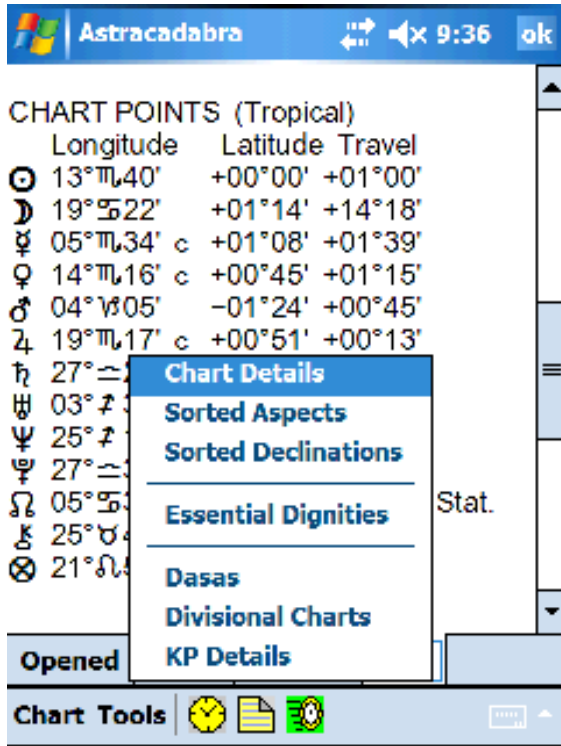 Astracadabra 9:36 ok
CHART POINTS (Tropical)
Longitude Latitude Travel
☉ 13°♏40' +00°00' +01°00'
☽ 19°♋22' +01°14' +14°18'
☿ 05°♏34' c +01°08' +01°39'
♀ 14°♏16' c +00°45' +01°15'
♂ 04°♑05' −01°24' +00°45'
♃ 19°♏17' c +00°51' +00°13'
♄ 27°♎
♅ 03°♐
♆ 25°♐
27°♎
☊ 05°♋ Stat.
⚷ 25°♉
⊗ 21°♌
Chart Details
Sorted Aspects
Sorted Declinations
Essential Dignities
Dasas
Divisional Charts
KP Details
Opened
Chart Tools